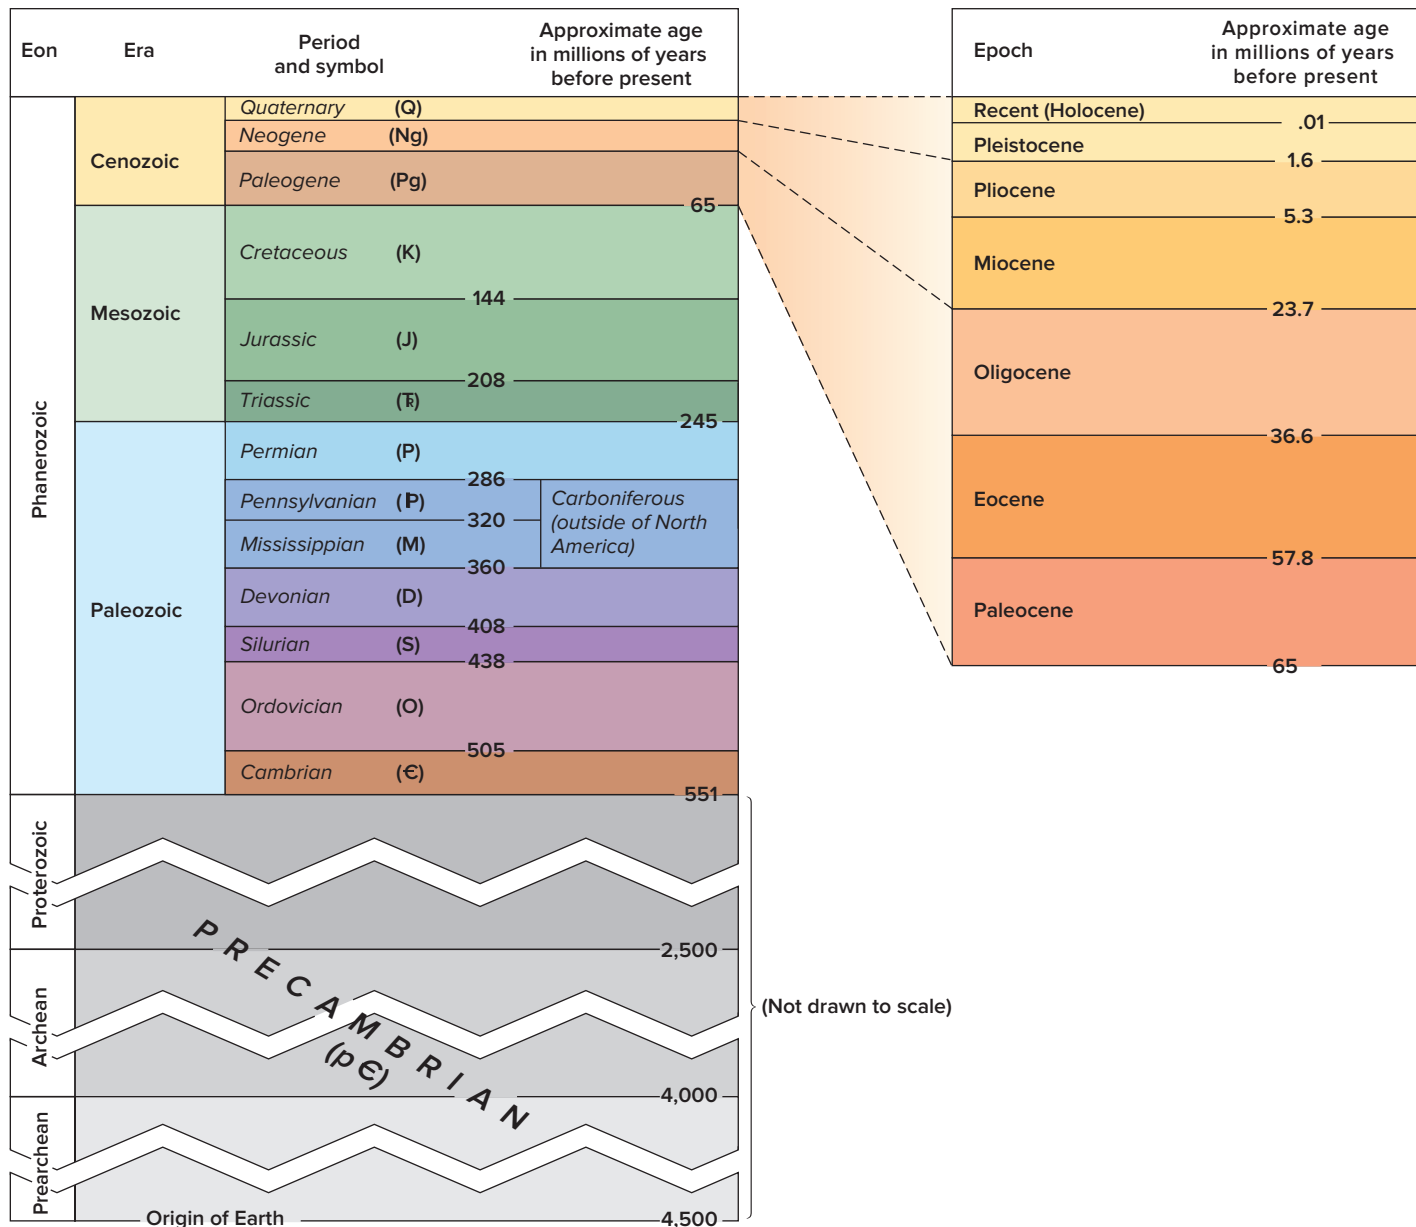 Eon
Era
Period
and symbol
Approximate age
in millions of years
before present
Phanerozoic
Cenozoic
Quaternary (Q)
Neogene (Ng)
Paleogene (Pg)
65
Mesozoic
Cretaceous (K)
144
Jurassic (J)
208
Triassic (TR)
245
Paleozoic
Permian (P)
286
Pennsylvanian (IP)
320
Mississippian (M)
360
Carboniferous
(outside of North
America)
Devonian (D)
408
Silurian (S)
438
Ordovician (O)
505
Cambrian (Ꞓ)
551
Proterozoic
2,500
Archean
4,000
Prearchean
Origin of Earth
4,500
PRECAMBRIAN
(pꞒ)
(Not drawn to scale)
Epoch
Approximate age
in millions of years
before present
Recent (Holocene)
.01
Pleistocene
1.6
Pliocene
5.3
Miocene
23.7
Oligocene
36.6
Eocene
57.8
Paleocene
65